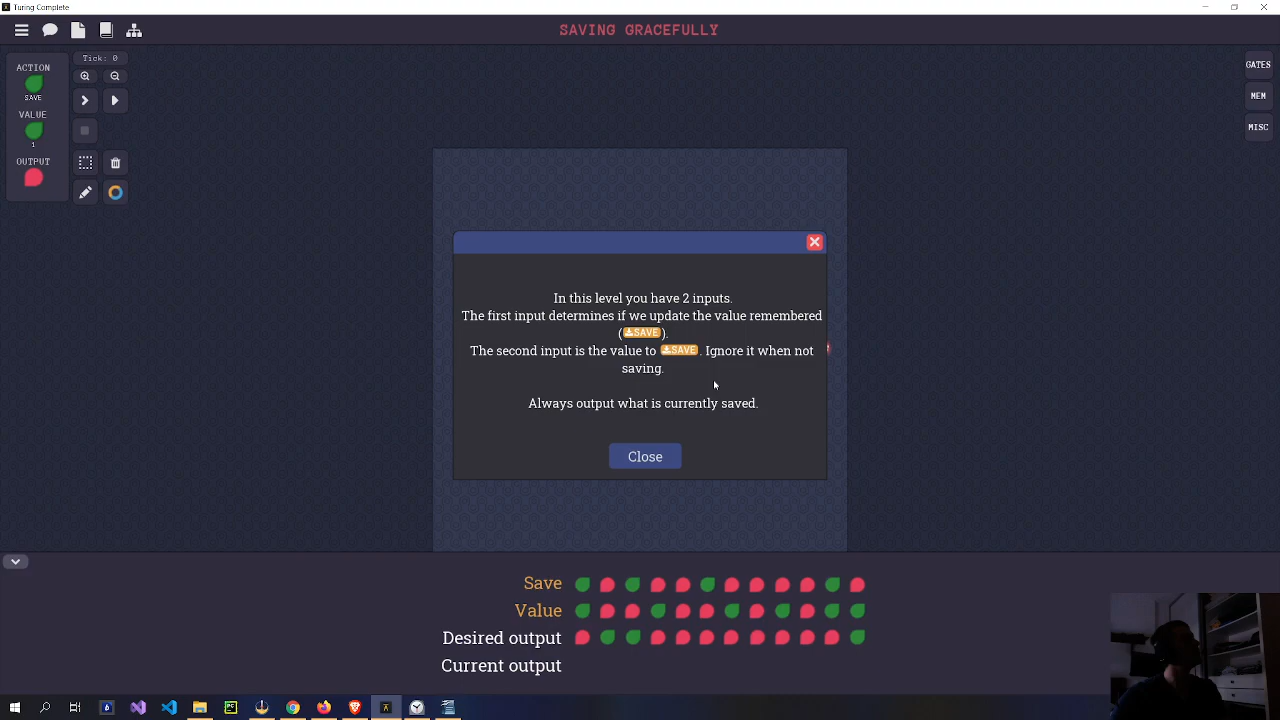 Turing Complete
SAVING GRACEFULLY
ACTION
SAVE
VALUE
1
OUTPUT
Tick: 0
GATES
MEM
MISC
In this level you have 2 inputs.
The first input determines if we update the value remembered
(SAVE).
The second input is the value to SAVE. Ignore it when not
saving.
Always output what is currently saved.
Close
Save
Value
Desired output
Current output